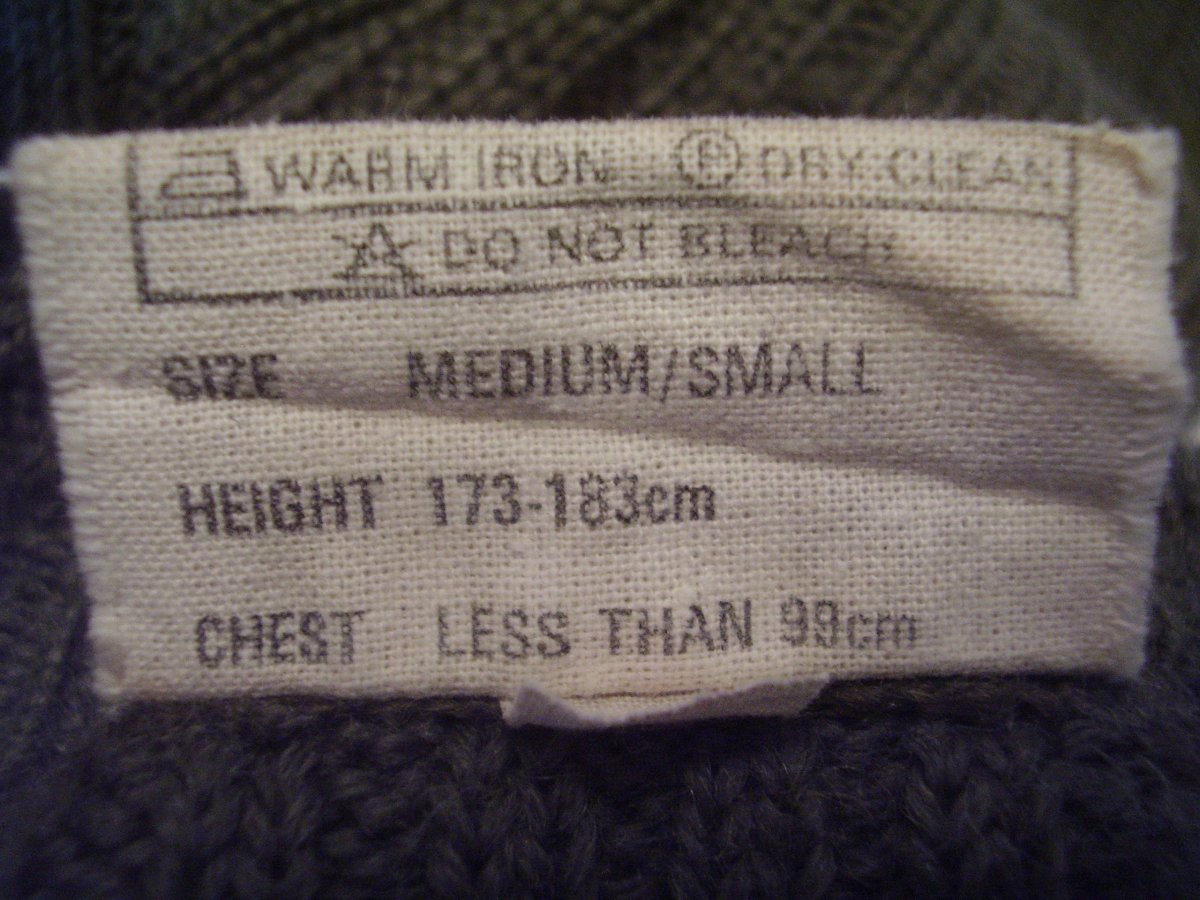 WARM IRON Ⓟ DRY CLEAN
DO NOT BLEACH
SIZE MEDIUM/SMALL
HEIGHT 173-183cm
CHEST LESS THAN 99cm